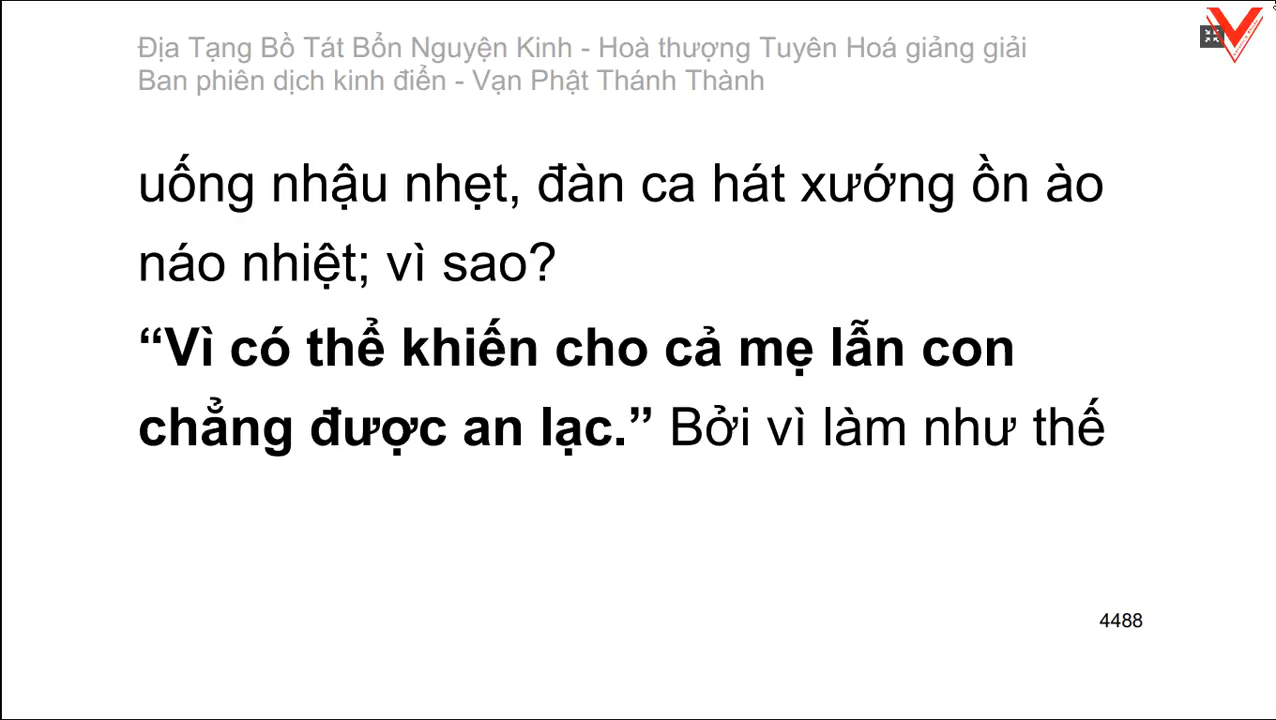 Địa Tạng Bồ Tát Bổn Nguyện Kinh - Hoà thượng Tuyên Hoá giảng giải
Ban phiên dịch kinh điển - Vạn Phật Thánh Thành
uống nhậu nhẹt, đàn ca hát xướng ồn ào
náo nhiệt; vì sao?
“Vì có thể khiến cho cả mẹ lẫn con
chẳng được an lạc.” Bởi vì làm như thế
4488